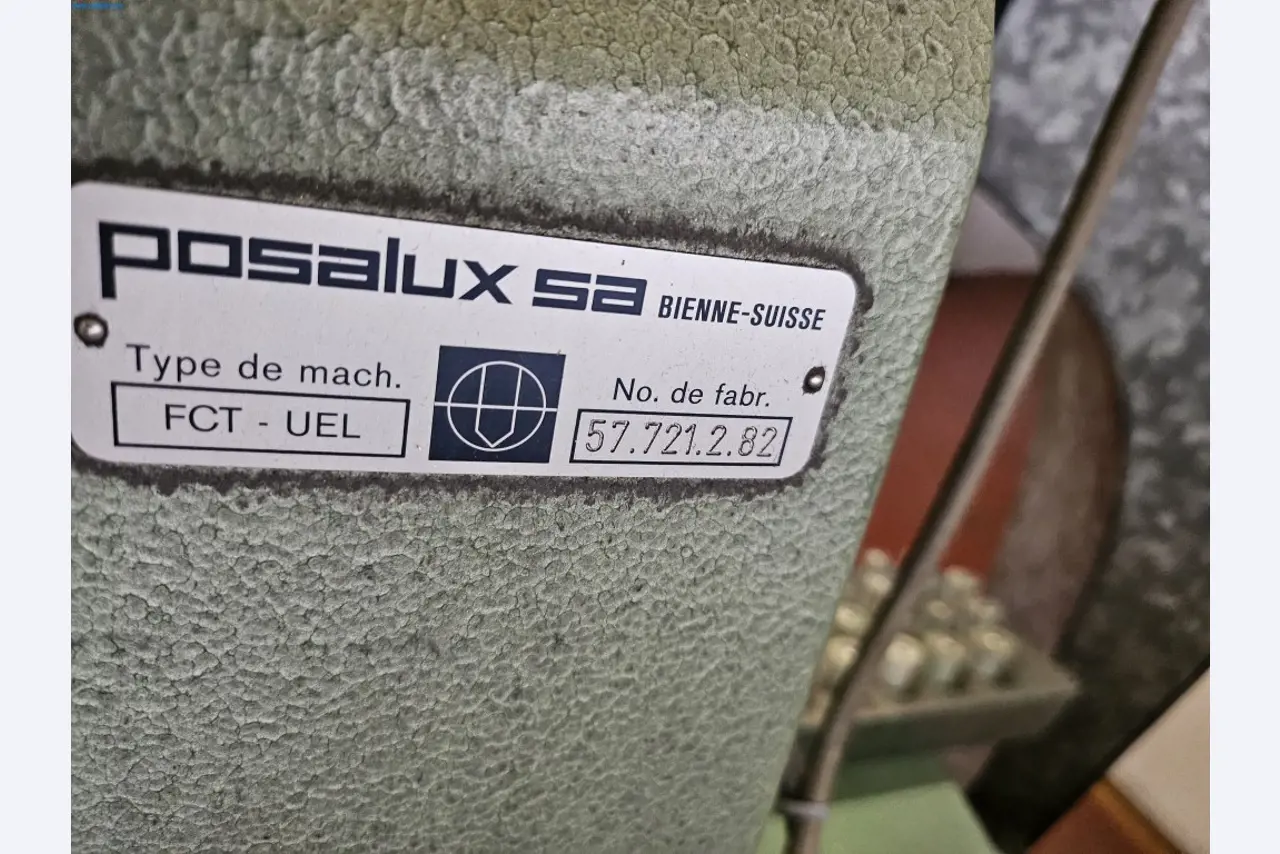 posalux sa BIENNE-SUISSE
Type de mach.
FCT - UEL
No. de fabr.
57.721.2.82